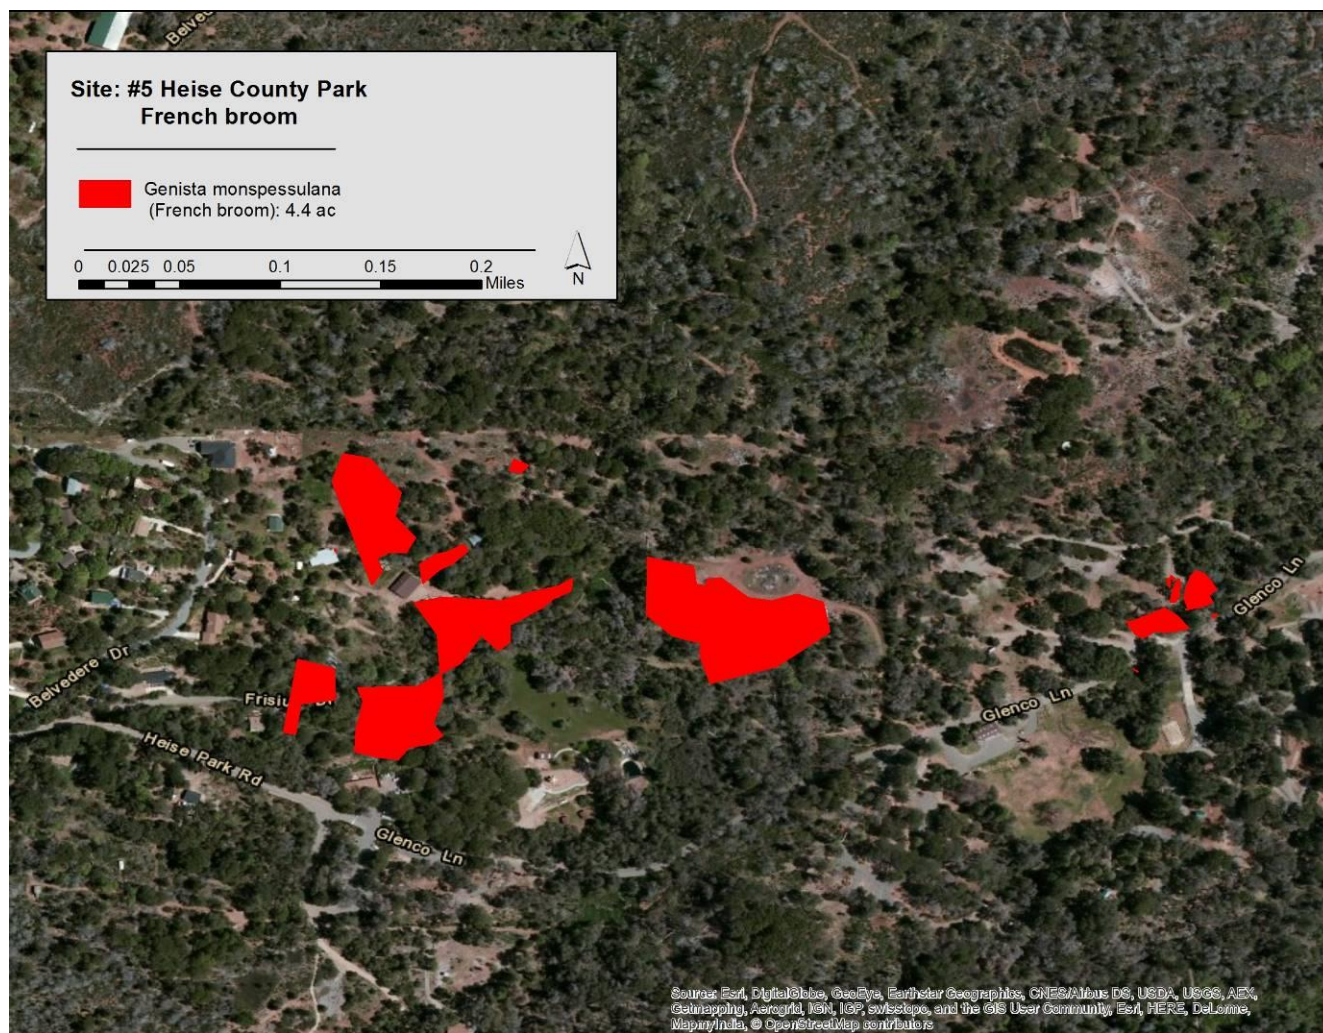 Belvede
Site: #5 Heise County Park
French broom
Genista monspessulana
(French broom): 4.4 ac
0 0.025 0.05 0.1 0.15 0.2
Miles
N
Glenco Ln
Belvedere Dr
Frisiu
Glenco Ln
Heise Park Rd
Glenco Ln
Source: Esri, DigitalGlobe, GeoEye, Earthstar Geographics, CNES/Airbus DS, USDA, USGS, AEX,
Getmapping, Aerogrid, IGN, IGP, swisstopo, and the GIS User Community, Esri, HERE, DeLorme,
MapmyIndia, © OpenStreetMap contributors